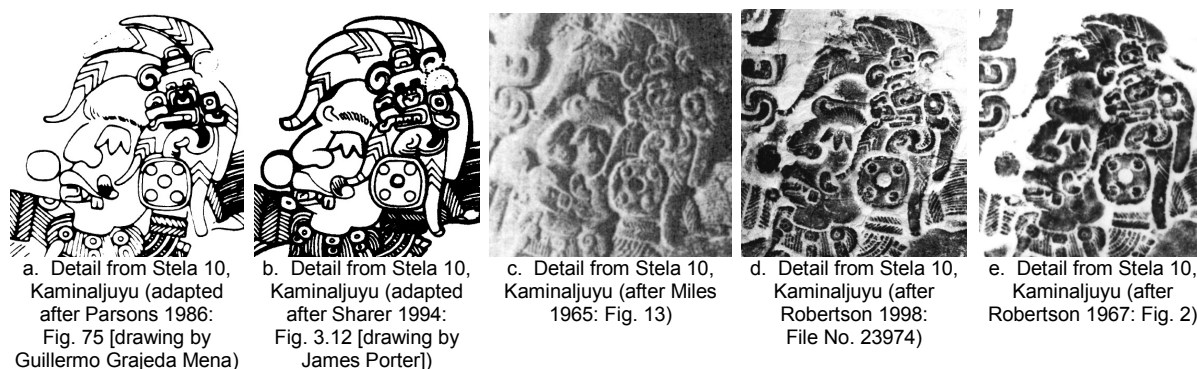 a. Detail from Stela 10,
Kaminaljuyu (adapted
after Parsons 1986:
Fig. 75 [drawing by
Guillermo Grajeda Mena)
b. Detail from Stela 10,
Kaminaljuyu (adapted
after Sharer 1994:
Fig. 3.12 [drawing by
James Porter])
c. Detail from Stela 10,
Kaminaljuyu (after Miles
1965: Fig. 13)
d. Detail from Stela 10,
Kaminaljuyu (after
Robertson 1998:
File No. 23974)
e. Detail from Stela 10,
Kaminaljuyu (after
Robertson 1967: Fig. 2)